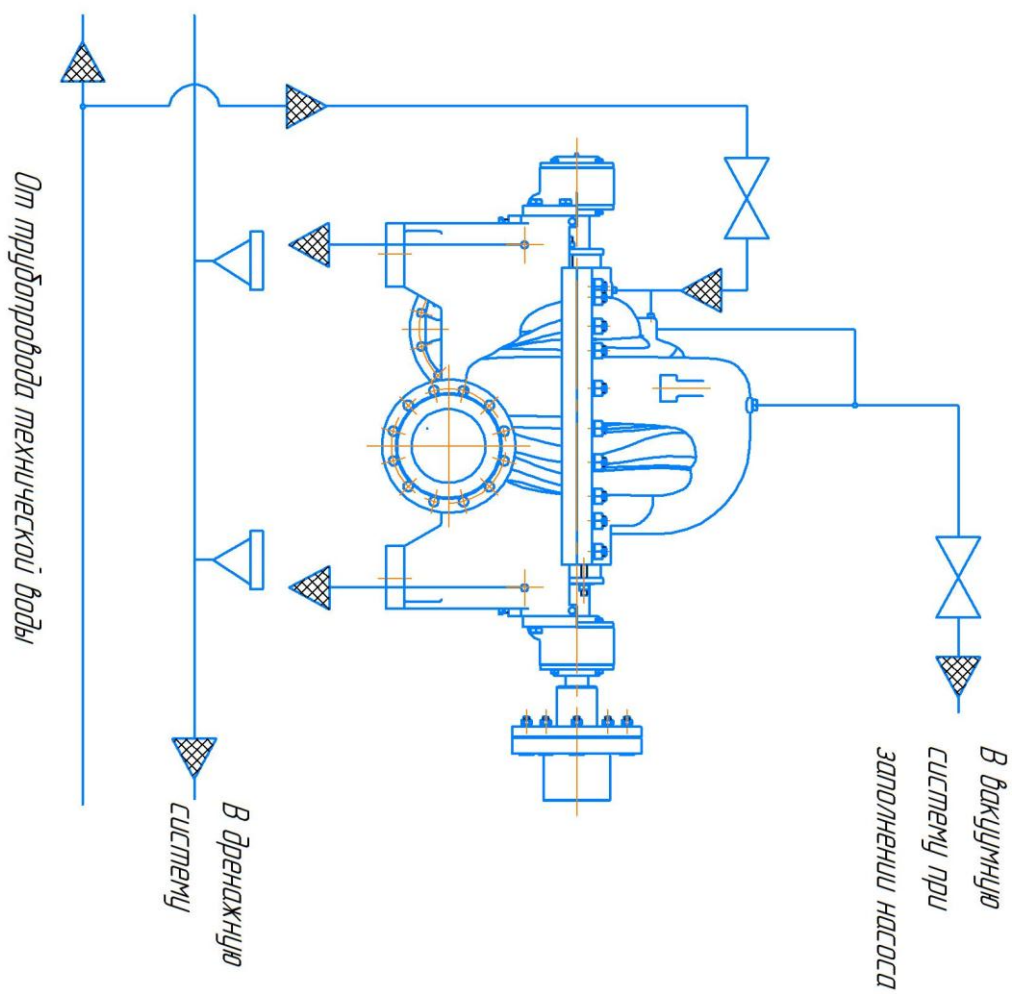 В вакуумную
систему при
заполнении насоса
В дренажную
систему
От трубопровода технической воды